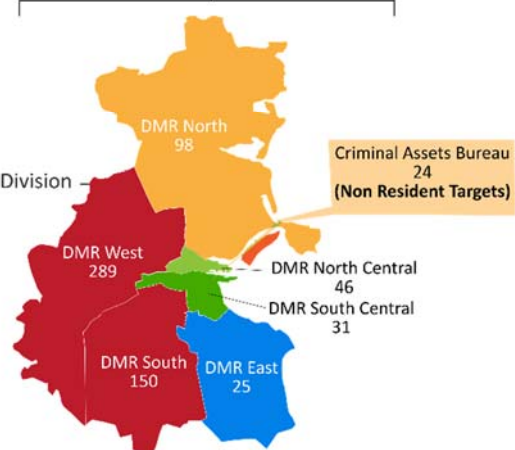 DMR North
98
Criminal Assets Bureau
24
(Non Resident Targets)
Division
DMR West
289
DMR North Central
46
DMR South Central
31
DMR South
150
DMR East
25